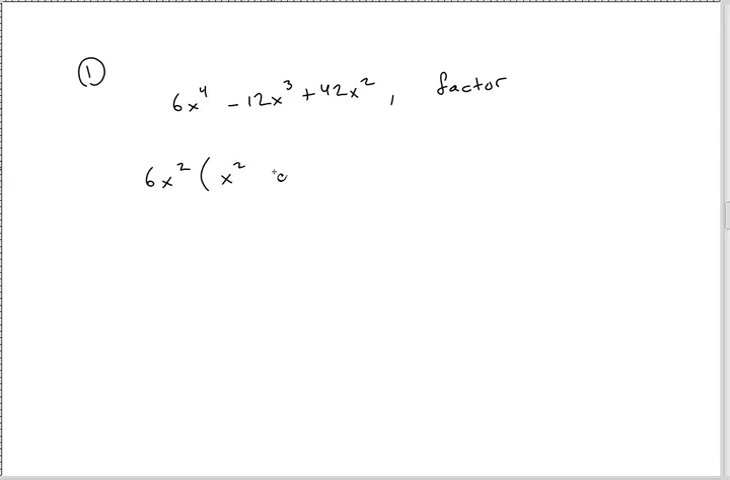 ① 6x⁴ - 12x³ + 42x², factor
6x² ( x²